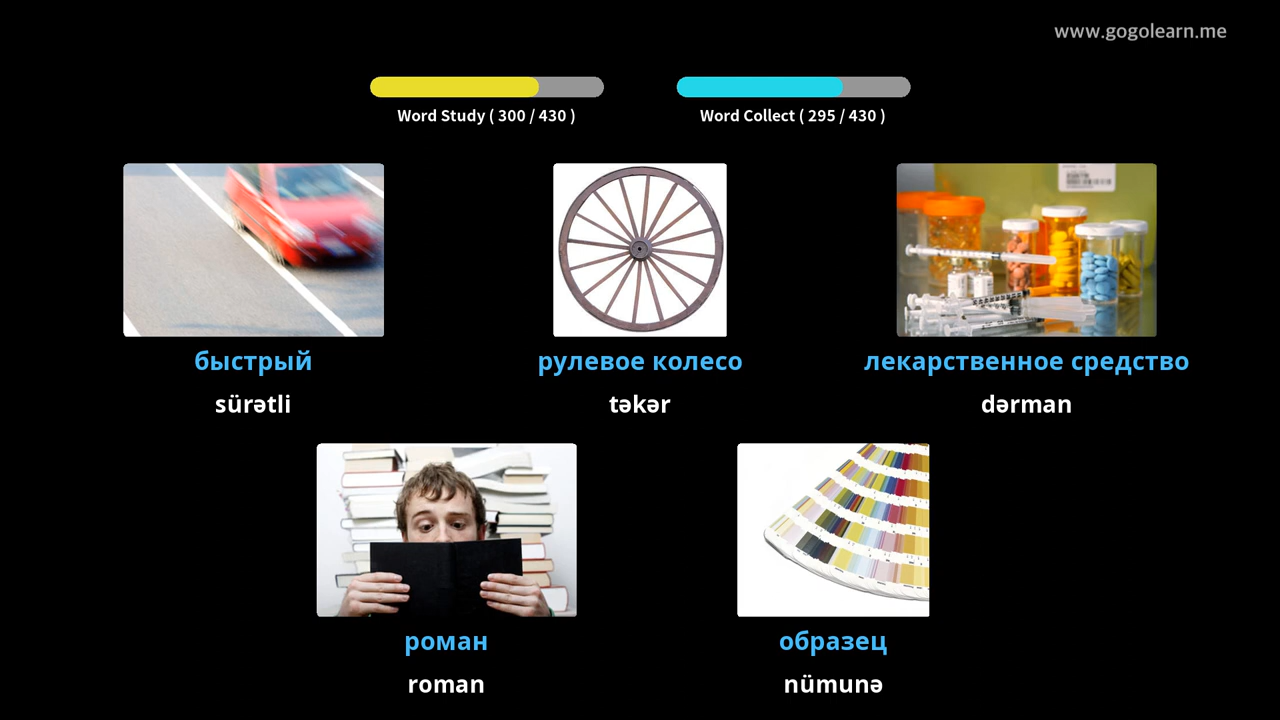 www.gogolearn.me
Word Study ( 300 / 430 )
Word Collect ( 295 / 430 )
быстрый
рулевое колесо
лекарственное средство
sürətli
təkər
dərman
роман
образец
roman
nümunə